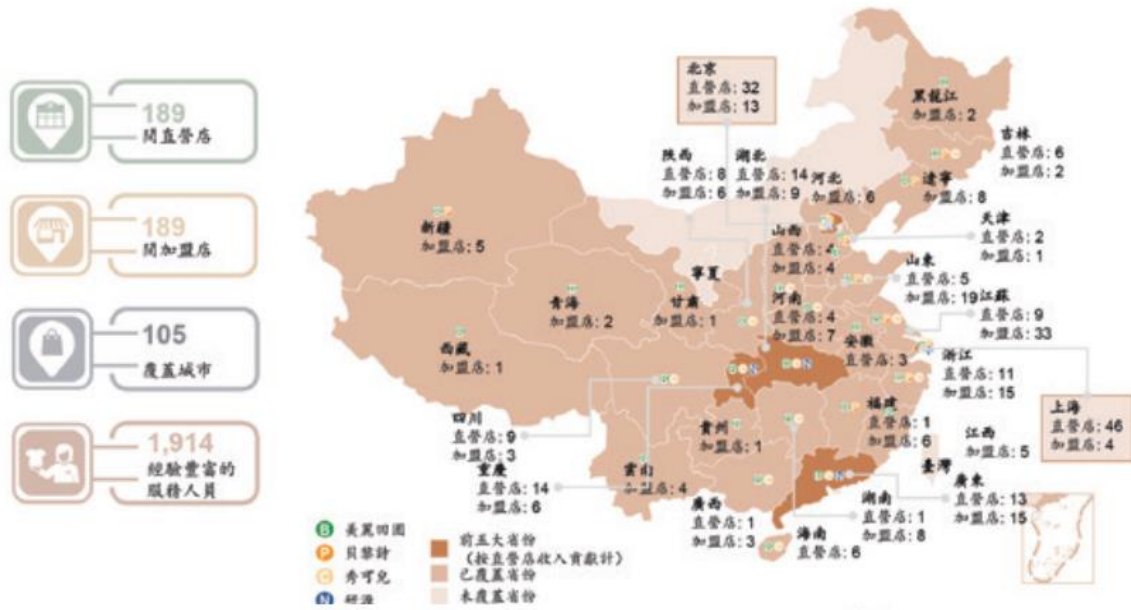 189
間直營店
189
間加盟店
105
覆蓋城市
1,914
經驗豐富的
服務人員
北京
直營店: 32
加盟店: 13
黑龍江
加盟店: 2
吉林
直營店: 6
加盟店: 2
陝西
直營店: 8
加盟店: 6
湖北
直營店: 14
加盟店: 9
河北
加盟店: 6
遼寧
加盟店: 8
天津
直營店: 2
加盟店: 1
新疆
加盟店: 5
山西
直營店: 4
加盟店: 4
山東
直營店: 5
加盟店: 19
寧夏
青海
加盟店: 2
甘肅
加盟店: 1
河南
直營店: 4
加盟店: 7
江蘇
直營店: 9
加盟店: 33
西藏
加盟店: 1
安徽
直營店: 3
浙江
直營店: 11
加盟店: 15
上海
直營店: 46
加盟店: 4
四川
直營店: 9
加盟店: 3
貴州
加盟店: 1
福建
直營店: 1
加盟店: 6
江西
加盟店: 5
臺灣
重慶
直營店: 14
加盟店: 6
雲南
加盟店: 4
廣西
直營店: 1
加盟店: 3
湖南
直營店: 1
加盟店: 8
廣東
直營店: 13
加盟店: 15
海南
直營店: 6
B 美麗田園
P 貝黎詩
C 秀可兒
N 研源
前五大省份
(按直營店收入貢獻計)
已覆蓋省份
未覆蓋省份